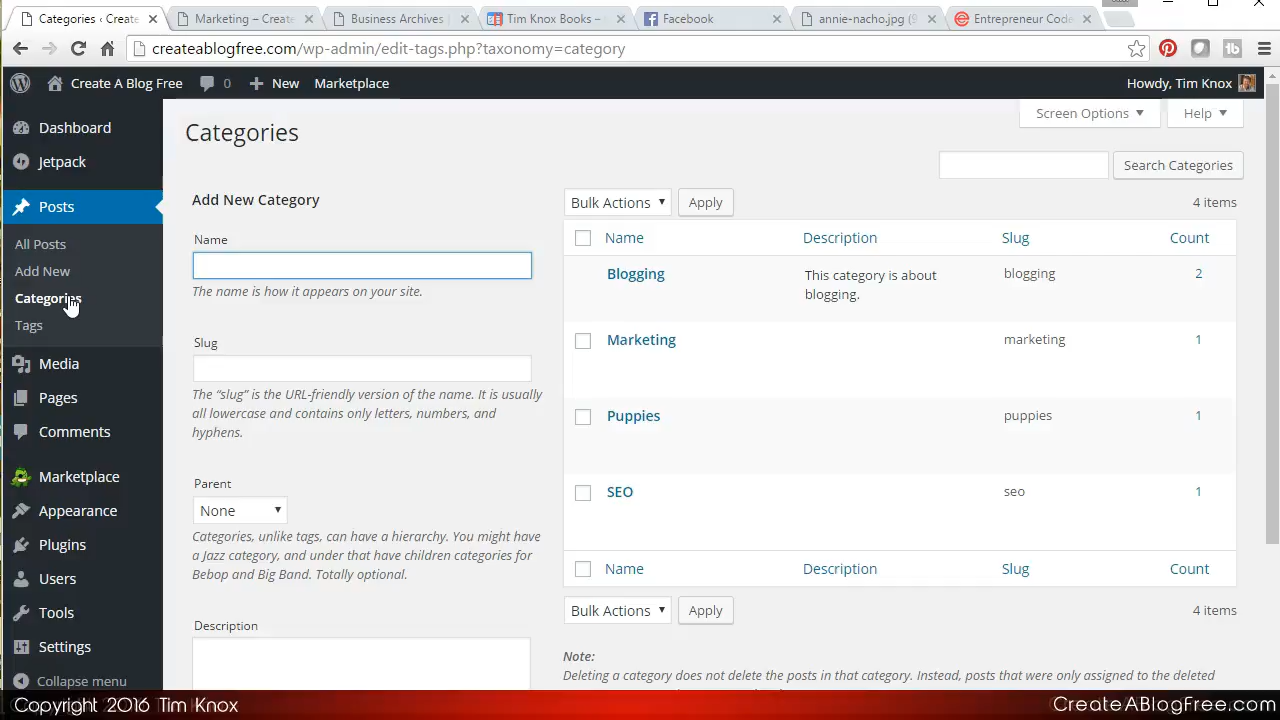 Categories ‹ Create
Marketing – Create
Business Archives
Tim Knox Books –
Facebook
annie-nacho.jpg (9
Entrepreneur Code
createablogfree.com/wp-admin/edit-tags.php?taxonomy=category
Create A Blog Free
0
New
Marketplace
Howdy, Tim Knox
Dashboard
Jetpack
Posts
All Posts
Add New
Categories
Tags
Media
Pages
Comments
Marketplace
Appearance
Plugins
Users
Tools
Settings
Collapse menu
Categories
Screen Options
Help
Search Categories
Add New Category
Name
The name is how it appears on your site.
Slug
The “slug” is the URL-friendly version of the name. It is usually
all lowercase and contains only letters, numbers, and
hyphens.
Parent
None
Categories, unlike tags, can have a hierarchy. You might have
a Jazz category, and under that have children categories for
Bebop and Big Band. Totally optional.
Description
Bulk Actions
Apply
4 items
Name Description Slug Count
Blogging This category is about blogging 2
blogging.
Marketing marketing 1
Puppies puppies 1
SEO seo 1
Name Description Slug Count
Bulk Actions
Apply
4 items
Note:
Deleting a category does not delete the posts in that category. Instead, posts that were only assigned to the deleted
Copyright 2016 Tim Knox
CreateABlogFree.com